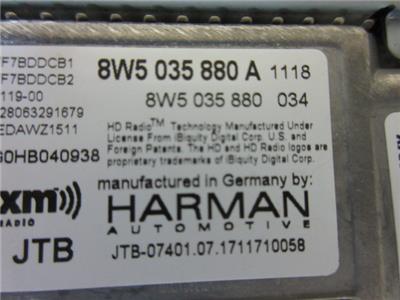 F7BDDCB1
F7BDDCB2
8W5 035 880 A 1118
119-00
8W5 035 880 034
28063291679
EDAWZ1511
HD Radio™ Technology Manufactured Under
License From iBiquity Digital Corp. U.S. and
Foreign Patents. The HD Radio and HD Radio logos are
proprietary trademarks of iBiquity Digital Corp.
G0HB040938
xm
RADIO
JTB
manufactured in Germany by:
HARMAN
AUTOMOTIVE
JTB-07401.07.1711710058